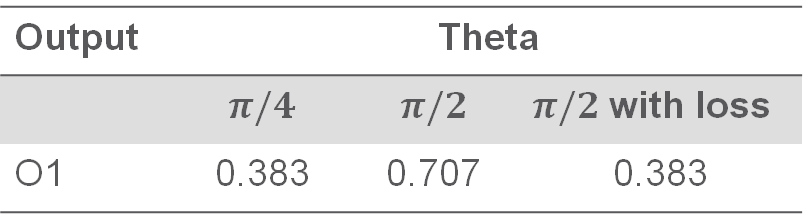 Output Theta
π/4 π/2 π/2 with loss
O1 0.383 0.707 0.383